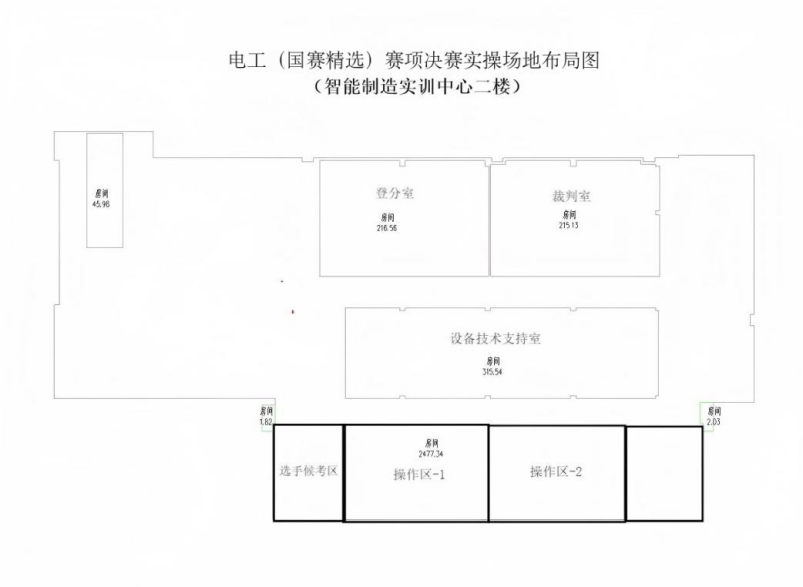 电工（国赛精选）赛项决赛实操场地布局图
（智能制造实训中心二楼）
房间
45.96
登分室
房间
216.56
裁判室
房间
215.13
设备技术支持室
房间
315.54
房间
1.82
房间
2.03
选手候考区
房间
2477.34
操作区-1
操作区-2